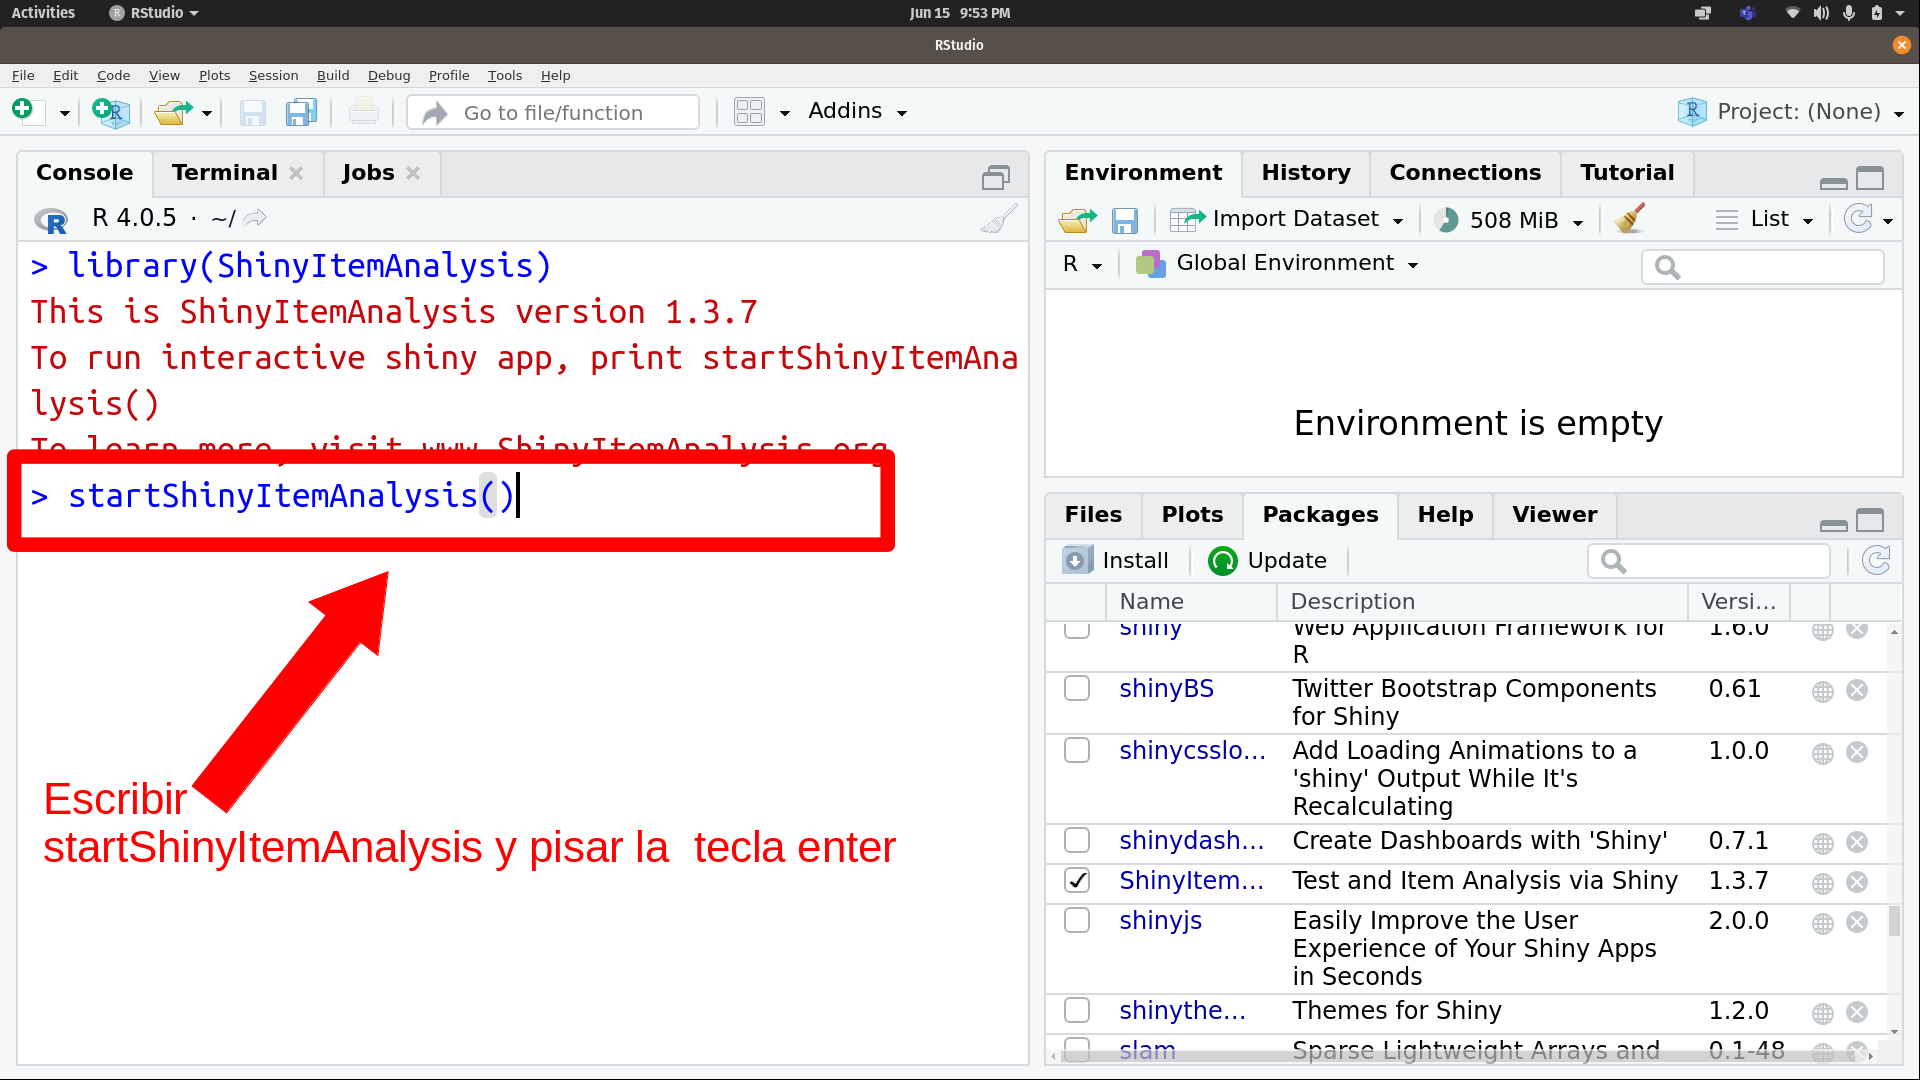 Activities RStudio Jun 15 9:53 PM
RStudio
File Edit Code View Plots Session Build Debug Profile Tools Help
Go to file/function Addins Project: (None)
Console Terminal Jobs
R 4.0.5 · ~/
> library(ShinyItemAnalysis)
This is ShinyItemAnalysis version 1.3.7
To run interactive shiny app, print startShinyItemAna
lysis()
To learn more, visit www.ShinyItemAnalysis.org
> startShinyItemAnalysis()
Escribir
startShinyItemAnalysis y pisar la  tecla enter
Environment History Connections Tutorial
Import Dataset 508 MiB List
R Global Environment
Environment is empty
Files Plots Packages Help Viewer
Install Update
Name Description Versi...
shiny Web Application Framework for 1.6.0
R
shinyBS Twitter Bootstrap Components 0.61
for Shiny
shinycsslo... Add Loading Animations to a 1.0.0
'shiny' Output While It's
Recalculating
shinydash... Create Dashboards with 'Shiny' 0.7.1
ShinyItem... Test and Item Analysis via Shiny 1.3.7
shinyjs Easily Improve the User 2.0.0
Experience of Your Shiny Apps
in Seconds
shinythe... Themes for Shiny 1.2.0
slam Sparse Lightweight Arrays and 0.1-48